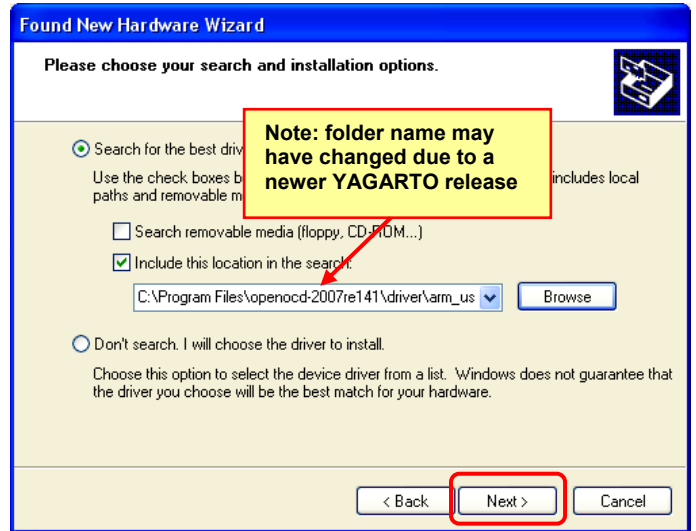 Found New Hardware Wizard
Please choose your search and installation options.
Note: folder name may
have changed due to a
newer YAGARTO release
Search for the best driv
Use the check boxes b includes local
paths and removable m
Search removable media (floppy, CD-ROM...)
Include this location in the search:
C:\Program Files\openocd-2007re141\driver\arm_us
Browse
Don't search. I will choose the driver to install.
Choose this option to select the device driver from a list. Windows does not guarantee that
the driver you choose will be the best match for your hardware.
< Back Next > Cancel